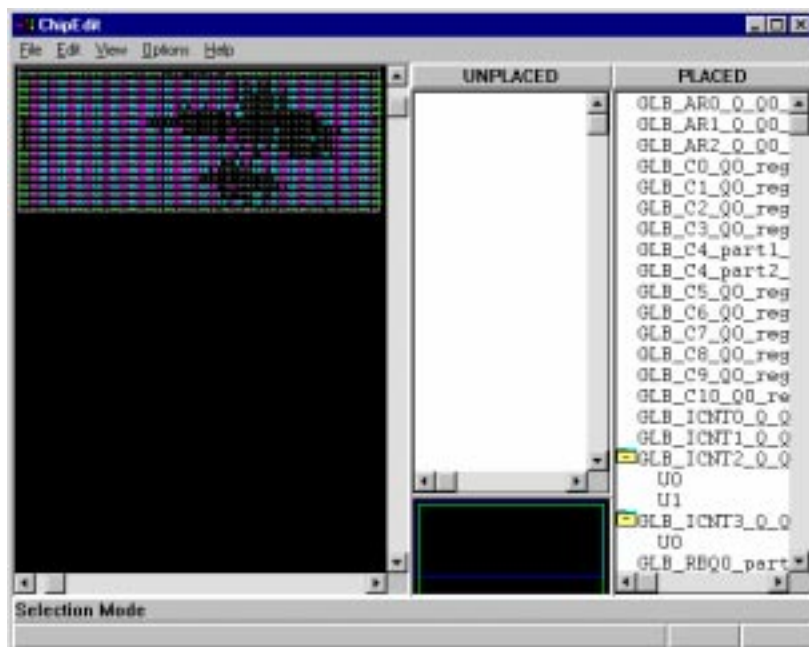 ChipEdit
File Edit View Options Help
UNPLACED
PLACED
GLB_AR0_Q_Q0_
GLB_AR1_Q_Q0_
GLB_AR2_Q_Q0_
GLB_C0_Q0_reg
GLB_C1_Q0_reg
GLB_C2_Q0_reg
GLB_C3_Q0_reg
GLB_C4_part1_
GLB_C4_part2_
GLB_C5_Q0_reg
GLB_C6_Q0_reg
GLB_C7_Q0_reg
GLB_C8_Q0_reg
GLB_C9_Q0_reg
GLB_C10_Q0_re
GLB_ICNT0_Q_Q
GLB_ICNT1_Q_Q
GLB_ICNT2_Q_Q
U0
U1
GLB_ICNT3_Q_Q
U0
GLB_RBQ0_part
Selection Mode